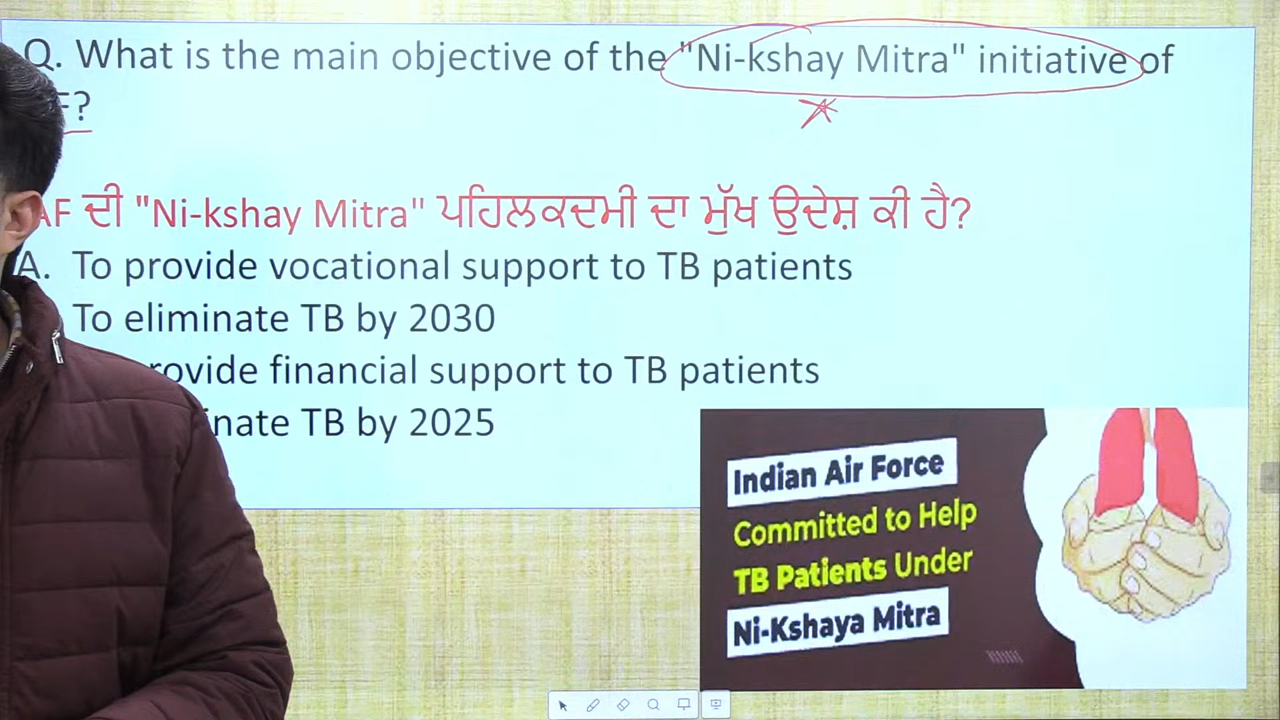 Q. What is the main objective of the "Ni-kshay Mitra" initiative of
F?
AF ਦੀ "Ni-kshay Mitra" ਪਹਿਲਕਦਮੀ ਦਾ ਮੁੱਖ ਉਦੇਸ਼ ਕੀ ਹੈ?
A. To provide vocational support to TB patients
To eliminate TB by 2030
rovide financial support to TB patients
inate TB by 2025
Indian Air Force
Committed to Help
TB Patients Under
Ni-Kshaya Mitra